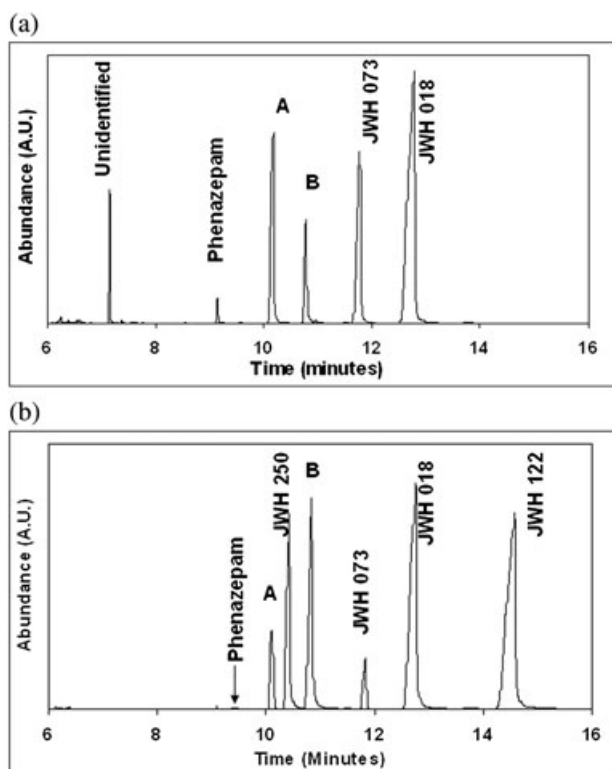 (a)
Abundance (A.U.)
Unidentified
Phenazepam
A
B
JWH 073
JWH 018
6 8 10 12 14 16
Time (minutes)
(b)
Abundance (A.U.)
Phenazepam
A
JWH 250
B
JWH 073
JWH 018
JWH 122
6 8 10 12 14 16
Time (Minutes)